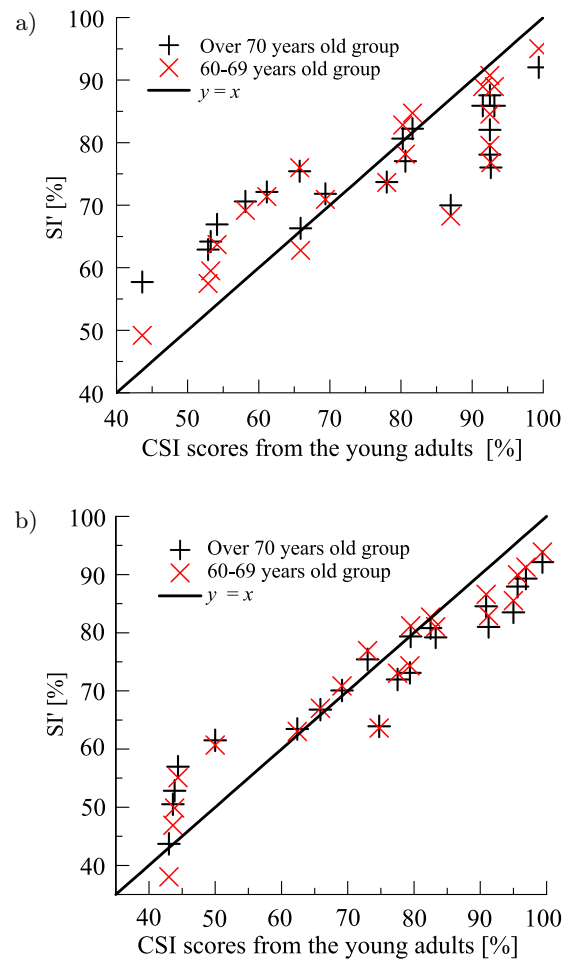 a)
100
90
80
70
60
50
40
SI' [%]
Over 70 years old group
60-69 years old group
y = x
40 50 60 70 80 90 100
CSI scores from the young adults [%]
b)
100
90
80
70
60
50
40
SI' [%]
Over 70 years old group
60-69 years old group
y = x
40 50 60 70 80 90 100
CSI scores from the young adults [%]